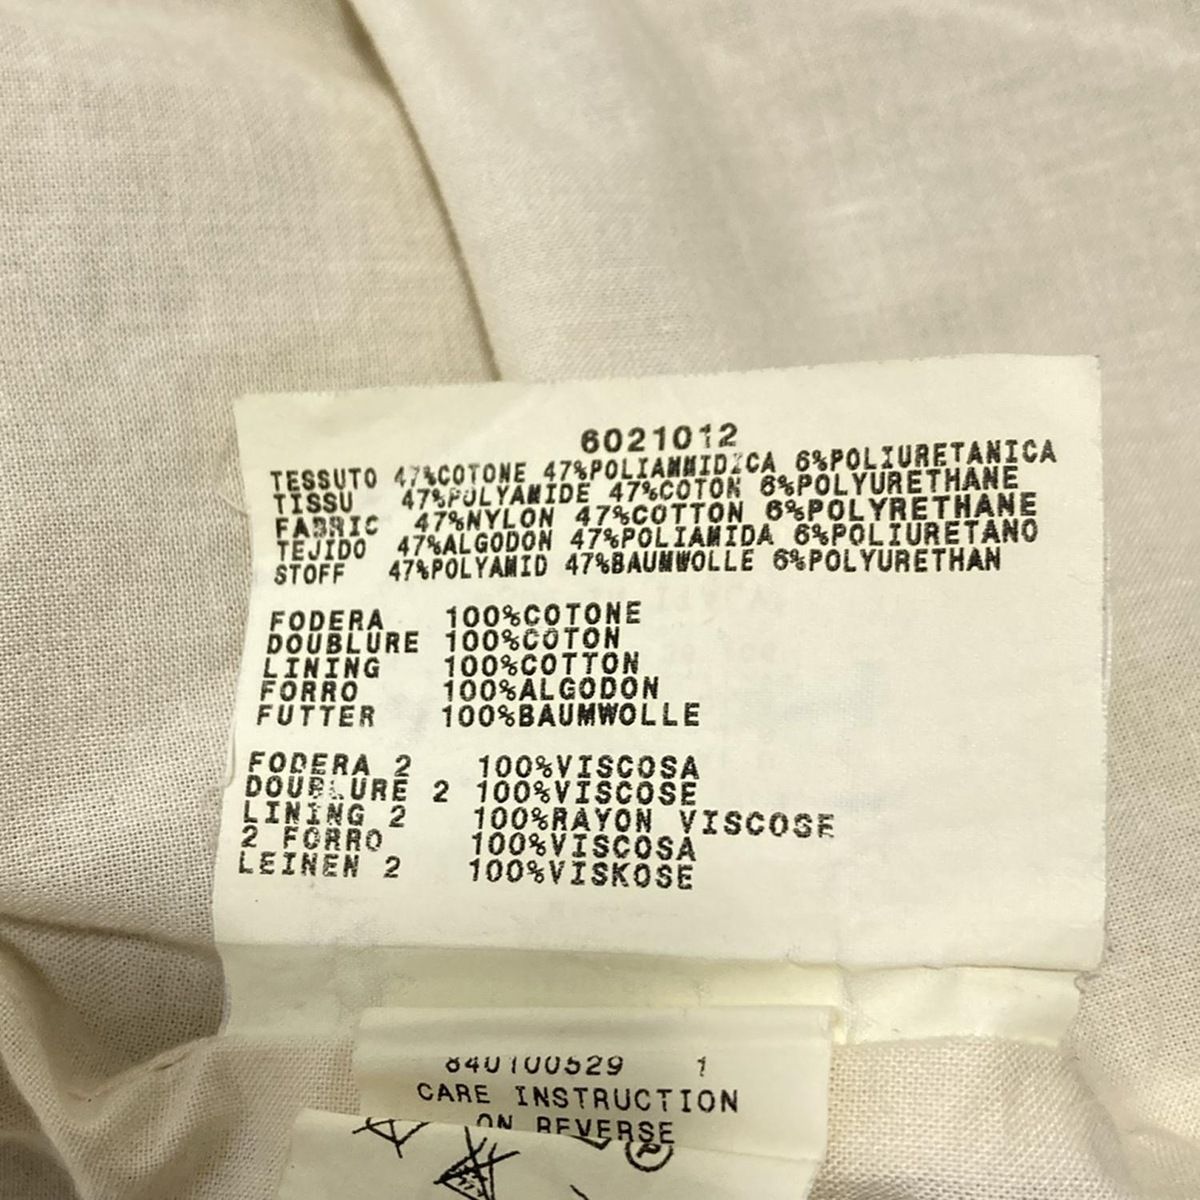 6021012
TESSUTO 47%COTONE 47%POLIAMMIDICA 6%POLIURETANICA
TISSU 47%POLYAMIDE 47%COTON 6%POLYURETHANE
FABRIC 47%NYLON 47%COTTON 6%POLYRETHANE
TEJIDO 47%ALGODON 47%POLIAMIDA 6%POLIURETANO
STOFF 47%POLYAMID 47%BAUMWOLLE 6%POLYURETHAN
FODERA 100%COTONE
DOUBLURE 100%COTON
LINING 100%COTTON
FORRO 100%ALGODON
FUTTER 100%BAUMWOLLE
FODERA 2 100%VISCOSA
DOUBLURE 2 100%VISCOSE
LINING 2 100%RAYON VISCOSE
2 FORRO 100%VISCOSA
LEINEN 2 100%VISKOSE
840100529 1
CARE INSTRUCTION
ON REVERSE